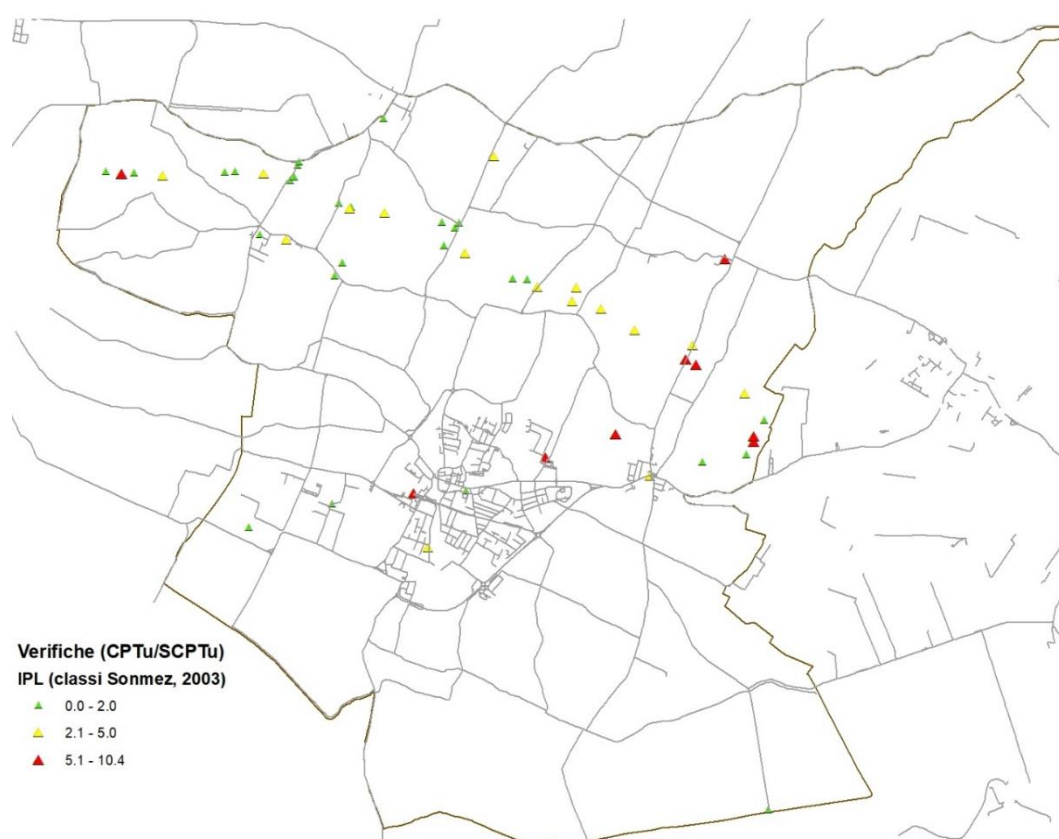 Verifiche (CPTu/SCPTu)
IPL (classi Sonmez, 2003)
0.0 - 2.0
2.1 - 5.0
5.1 - 10.4